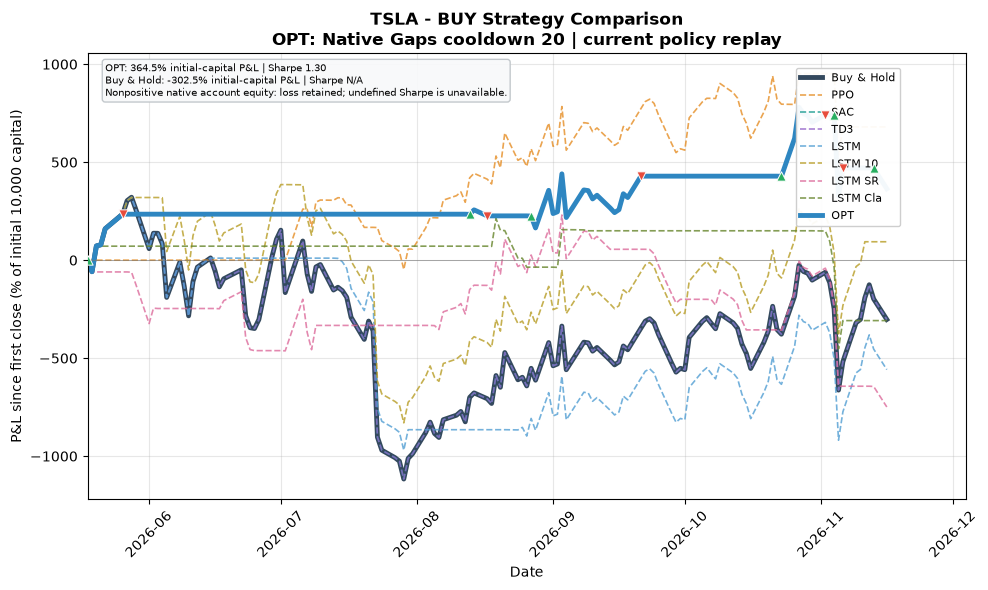 TSLA - BUY Strategy Comparison
OPT: Native Gaps cooldown 20 | current policy replay
OPT: 364.5% initial-capital P&L | Sharpe 1.30
Buy & Hold: -302.5% initial-capital P&L | Sharpe N/A
Nonpositive native account equity: loss retained; undefined Sharpe is unavailable.
Buy & Hold
PPO
SAC
TD3
LSTM
LSTM 10
LSTM SR
LSTM Cla
OPT
P&L since first close (% of initial 10,000 capital)
1000
500
0
−500
−1000
2026-06
2026-07
2026-08
2026-09
2026-10
2026-11
2026-12
Date